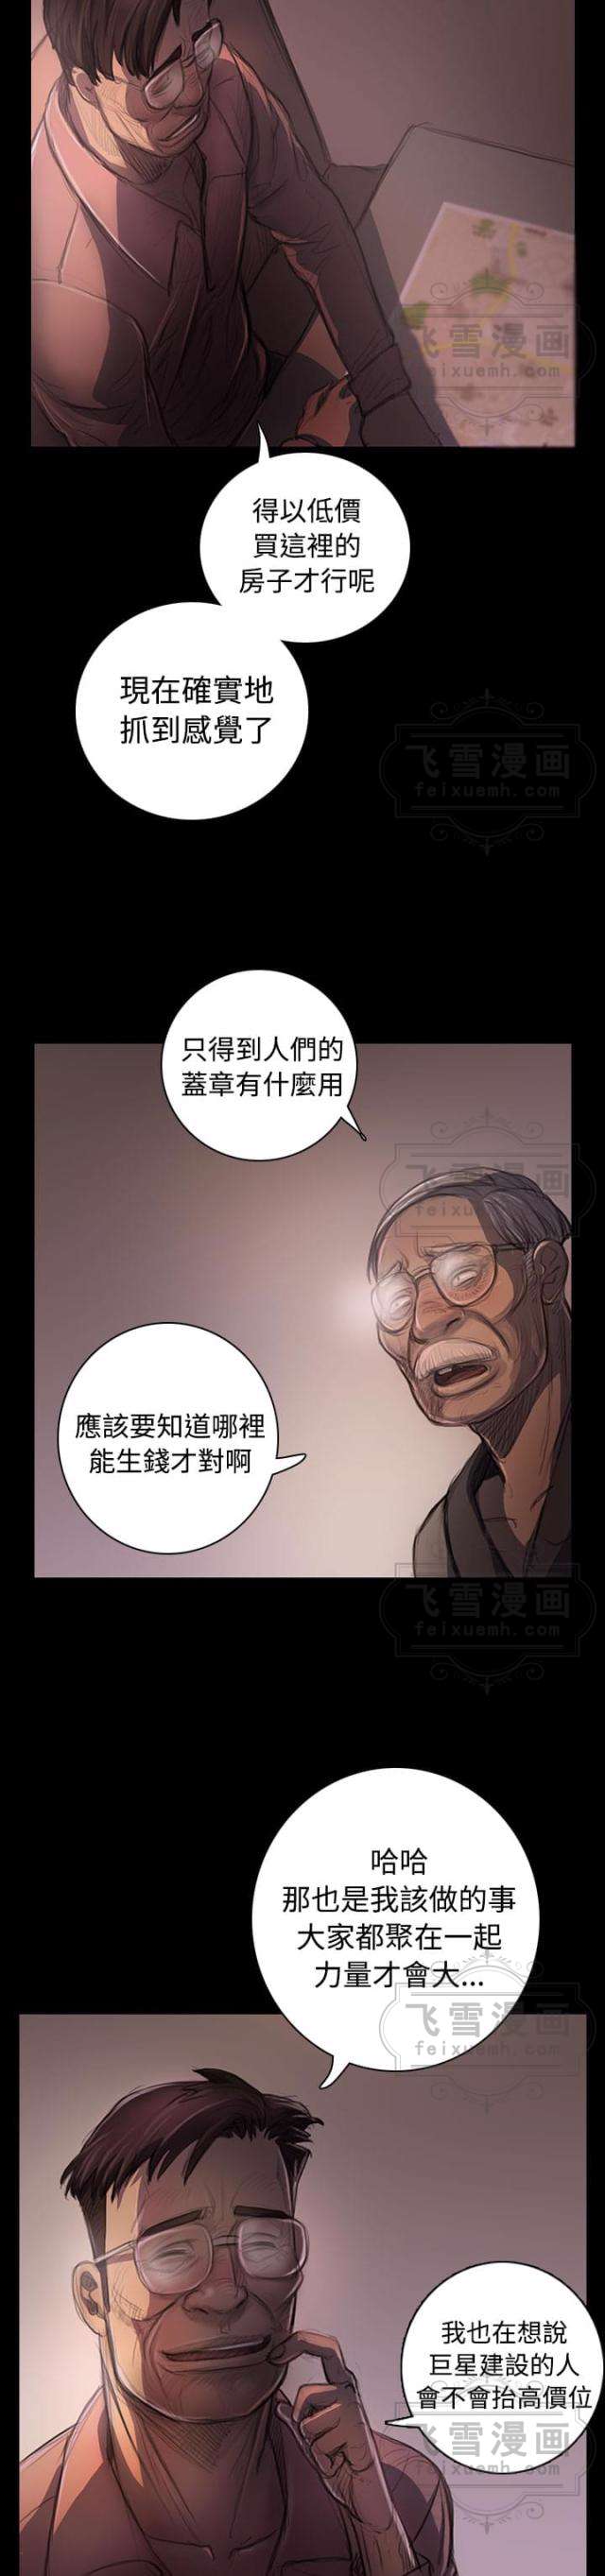 飞雪漫画
feixuemh.com
得以低價
買這裡的
房子才行呢
現在確實地
抓到感覺了
飞雪漫画
feixuemh.com
只得到人們的
蓋章有什麼用
飞雪漫画
feixuemh.com
應該要知道哪裡
能生錢才對啊
飞雪漫画
feixuemh.com
哈哈
那也是我該做的事
大家都聚在一起
力量才會大...
飞雪漫画
feixuemh.com
我也在想說
巨星建設的人
會不會抬高價位
飞雪漫画
feixuemh.com